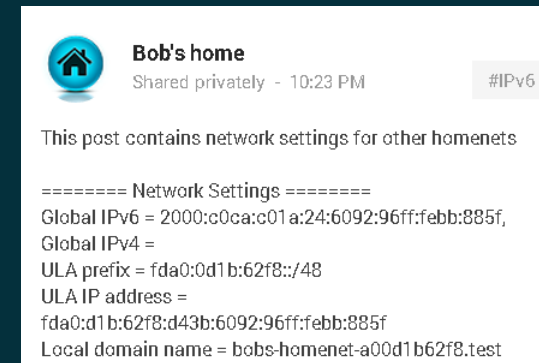 Bob's home
Shared privately - 10:23 PM
#IPv6
This post contains network settings for other homenets
======== Network Settings ========
Global IPv6 = 2000:c0ca:c01a:24:6092:96ff:febb:885f,
Global IPv4 =
ULA prefix = fda0:0d1b:62f8::/48
ULA IP address =
fda0:d1b:62f8:d43b:6092:96ff:febb:885f
Local domain name = bobs-homenet-a00d1b62f8.test